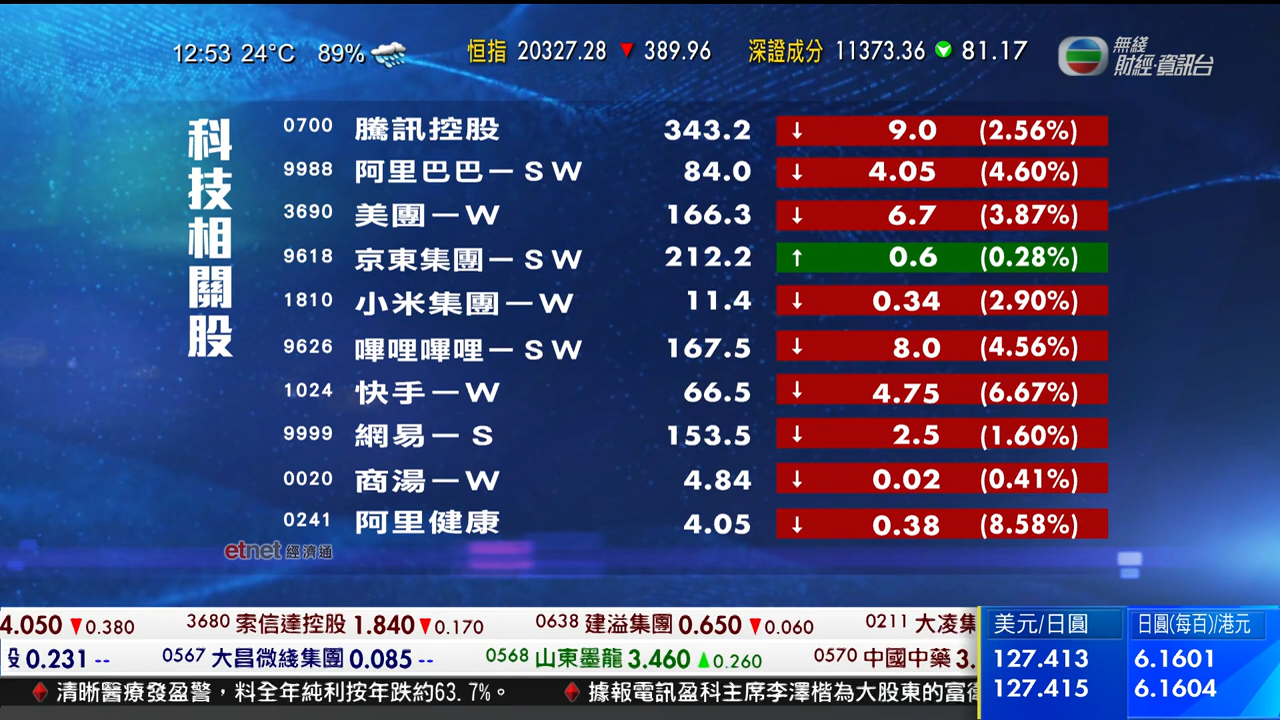 12:53 24°C 89% 恒指 20327.28 ▼ 389.96 深證成分 11373.36 81.17 無綫
財經·資訊台
科技相關股
0700 騰訊控股 343.2 ↓ 9.0 (2.56%)
9988 阿里巴巴－ＳＷ 84.0 ↓ 4.05 (4.60%)
3690 美團－Ｗ 166.3 ↓ 6.7 (3.87%)
9618 京東集團－ＳＷ 212.2 ↑ 0.6 (0.28%)
1810 小米集團－Ｗ 11.4 ↓ 0.34 (2.90%)
9626 嗶哩嗶哩－ＳＷ 167.5 ↓ 8.0 (4.56%)
1024 快手－Ｗ 66.5 ↓ 4.75 (6.67%)
9999 網易－Ｓ 153.5 ↓ 2.5 (1.60%)
0020 商湯－Ｗ 4.84 ↓ 0.02 (0.41%)
0241 阿里健康 4.05 ↓ 0.38 (8.58%)
etnet 經濟通
4.050 ▼0.380 3680 索信達控股 1.840 ▼0.170 0638 建溢集團 0.650 ▼0.060 0211 大凌集
0.231 -- 0567 大昌微綫集團 0.085 -- 0568 山東墨龍 3.460 ▲0.260 0570 中國中藥 3.
清晰醫療發盈警，料全年純利按年跌約63.7%。 據報電訊盈科主席李澤楷為大股東的富衛
美元/日圓 日圓(每百)/港元
127.413 6.1601
127.415 6.1604